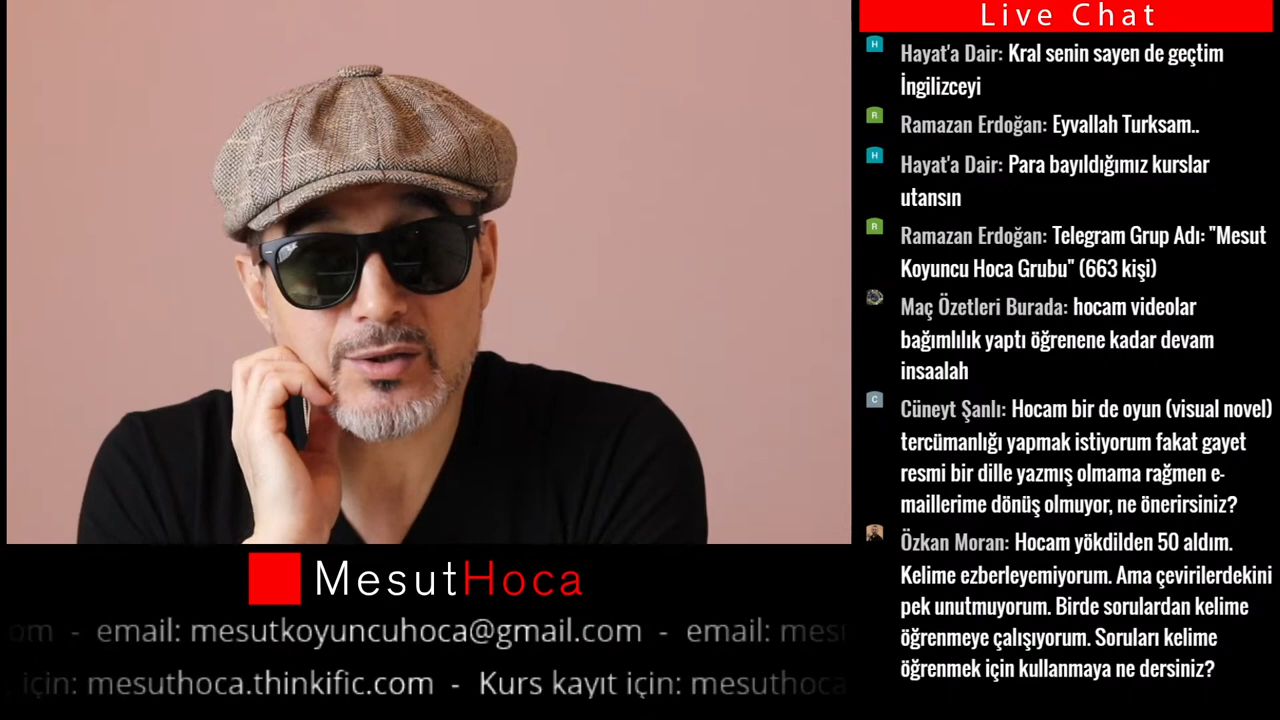 Live Chat
H
Hayat'a Dair: Kral senin sayen de geçtim
İngilizceyi
R
Ramazan Erdoğan: Eyvallah Turksam..
H
Hayat'a Dair: Para bayıldığımız kurslar
utansın
R
Ramazan Erdoğan: Telegram Grup Adı: "Mesut
Koyuncu Hoca Grubu" (663 kişi)
Maç Özetleri Burada: hocam videolar
bağımlılık yaptı öğrenene kadar devam
insaalah
C
Cüneyt Şanlı: Hocam bir de oyun (visual novel)
tercümanlığı yapmak istiyorum fakat gayet
resmi bir dille yazmış olmama rağmen e-
maillerime dönüş olmuyor, ne önerirsiniz?
Özkan Moran: Hocam yökdilden 50 aldım.
Kelime ezberleyemiyorum. Ama çevirilerdekini
pek unutmuyorum. Birde sorulardan kelime
öğrenmeye çalışıyorum. Soruları kelime
öğrenmek için kullanmaya ne dersiniz?
MesutHoca
om - email: mesutkoyuncuhoca@gmail.com - email: mesu
için: mesuthoca.thinkific.com - Kurs kayıt için: mesuthoca